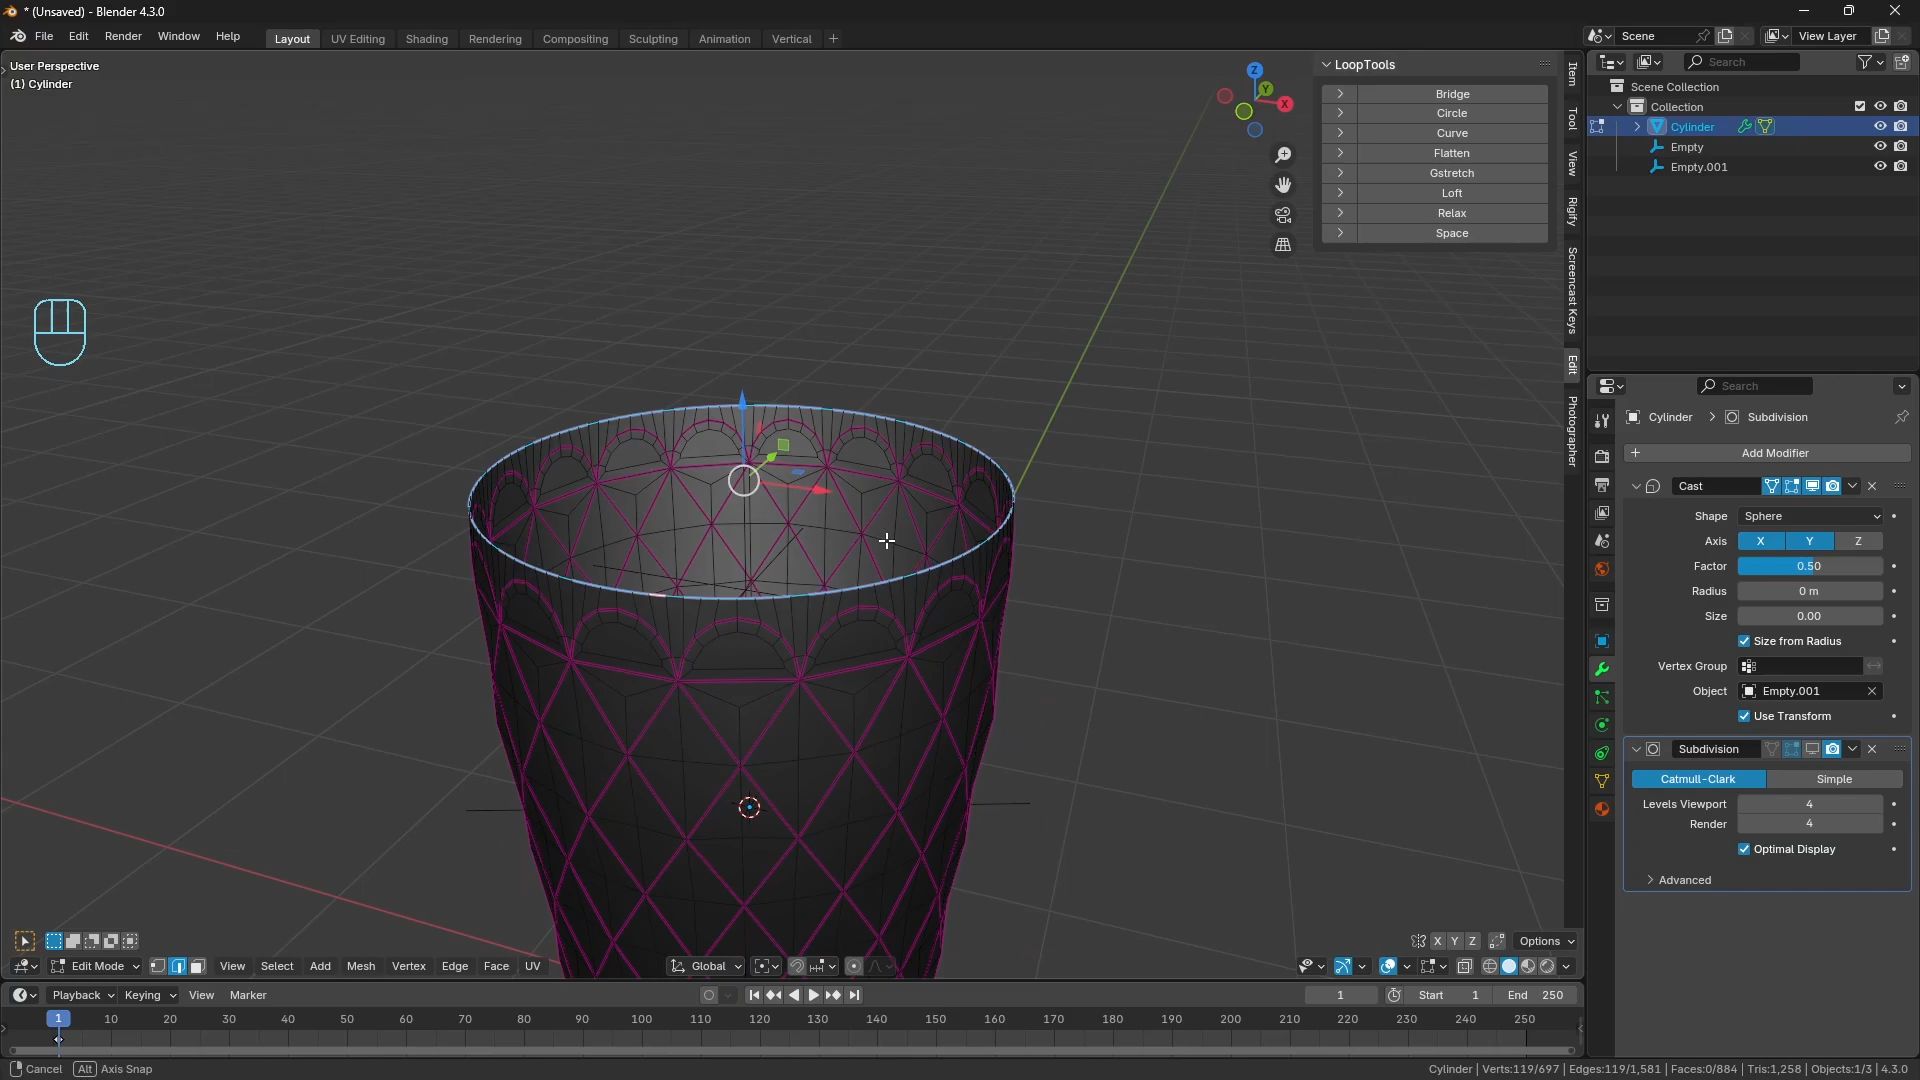 * (Unsaved) - Blender 4.3.0
File Edit Render Window Help Layout UV Editing Shading Rendering Compositing Sculpting Animation Vertical
Scene View Layer
User Perspective
(1) Cylinder
Z
Y
X
LoopTools
Bridge
Circle
Curve
Flatten
Gstretch
Loft
Relax
Space
Item
Tool
View
Rigify
Screencast Keys
Edit
Photographer
Search
Scene Collection
Collection
Cylinder
Empty
Empty.001
Search
Cylinder Subdivision
Add Modifier
Cast
Shape Sphere
Axis X Y Z
Factor 0.50
Radius 0 m
Size 0.00
Size from Radius
Vertex Group
Object Empty.001
Use Transform
Subdivision
Catmull-Clark Simple
Levels Viewport 4
Render 4
Optimal Display
Advanced
X Y Z Options
Edit Mode View Select Add Mesh Vertex Edge Face UV Global
Playback Keying View Marker 1 Start 1 End 250
1 10 20 30 40 50 60 70 80 90 100 110 120 130 140 150 160 170 180 190 200 210 220 230 240 250
Cancel Alt Axis Snap Cylinder | Verts:119/697 | Edges:119/1,581 | Faces:0/884 | Tris:1,258 | Objects:1/3 | 4.3.0